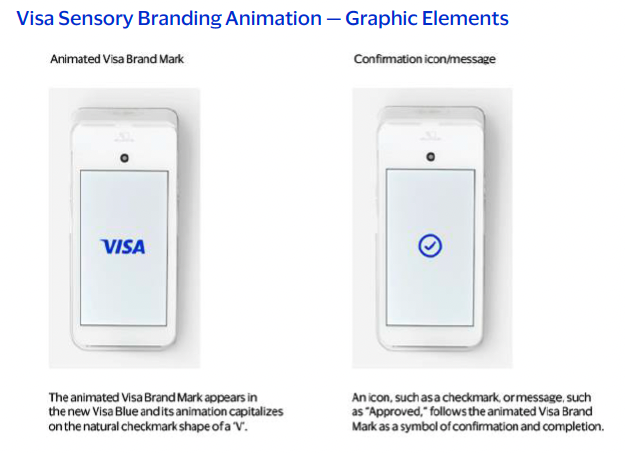 Visa Sensory Branding Animation — Graphic Elements
Animated Visa Brand Mark
Confirmation icon/message
VISA
The animated Visa Brand Mark appears in
the new Visa Blue and its animation capitalizes
on the natural checkmark shape of a 'V'.
An icon, such as a checkmark, or message, such
as "Approved," follows the animated Visa Brand
Mark as a symbol of confirmation and completion.